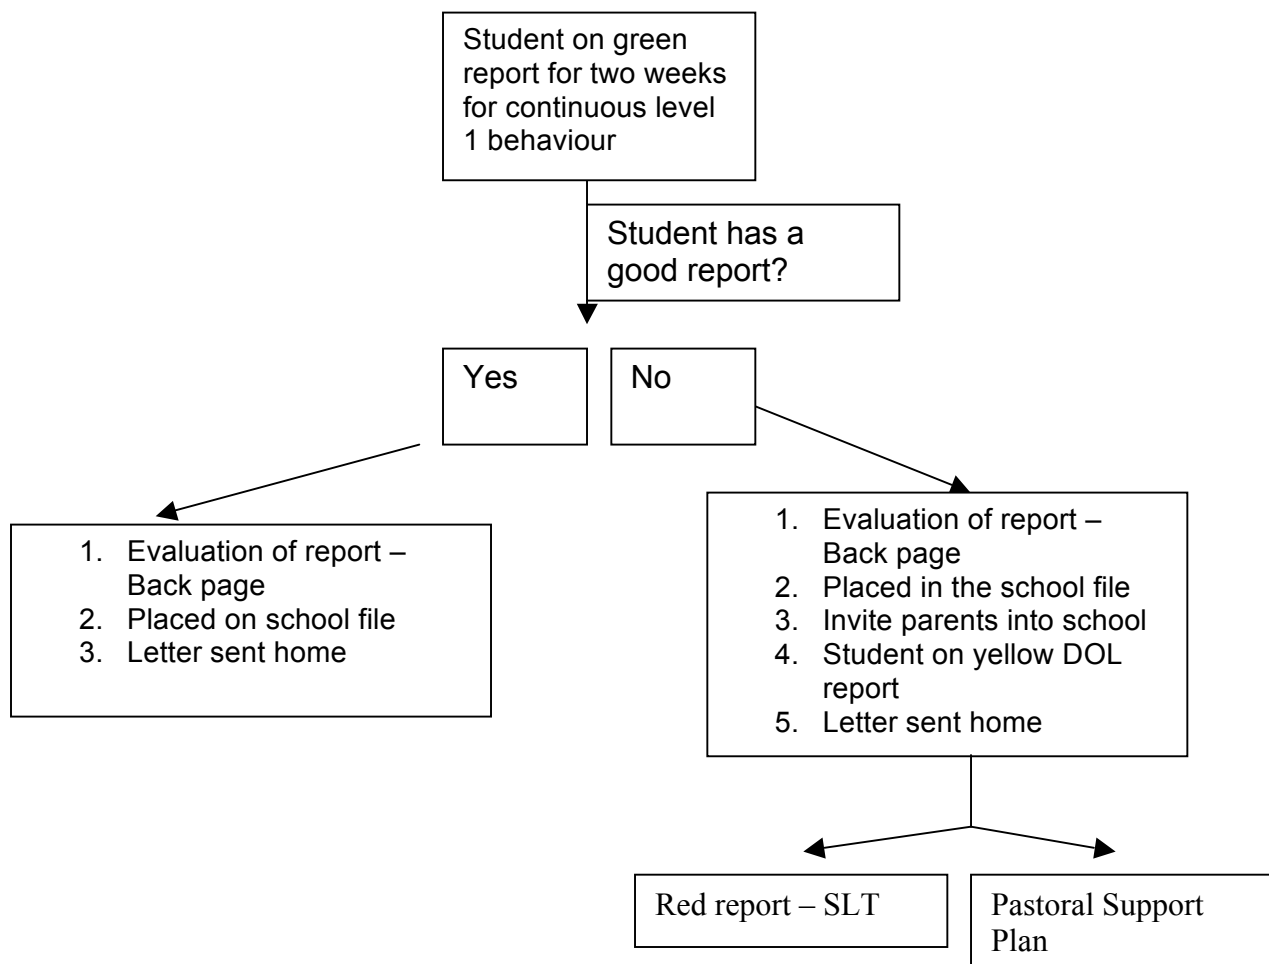 Student on green
report for two weeks
for continuous level
1 behaviour
Student has a
good report?
Yes
No
1. Evaluation of report –
Back page
2. Placed on school file
3. Letter sent home
1. Evaluation of report –
Back page
2. Placed in the school file
3. Invite parents into school
4. Student on yellow DOL
report
5. Letter sent home
Red report – SLT
Pastoral Support
Plan